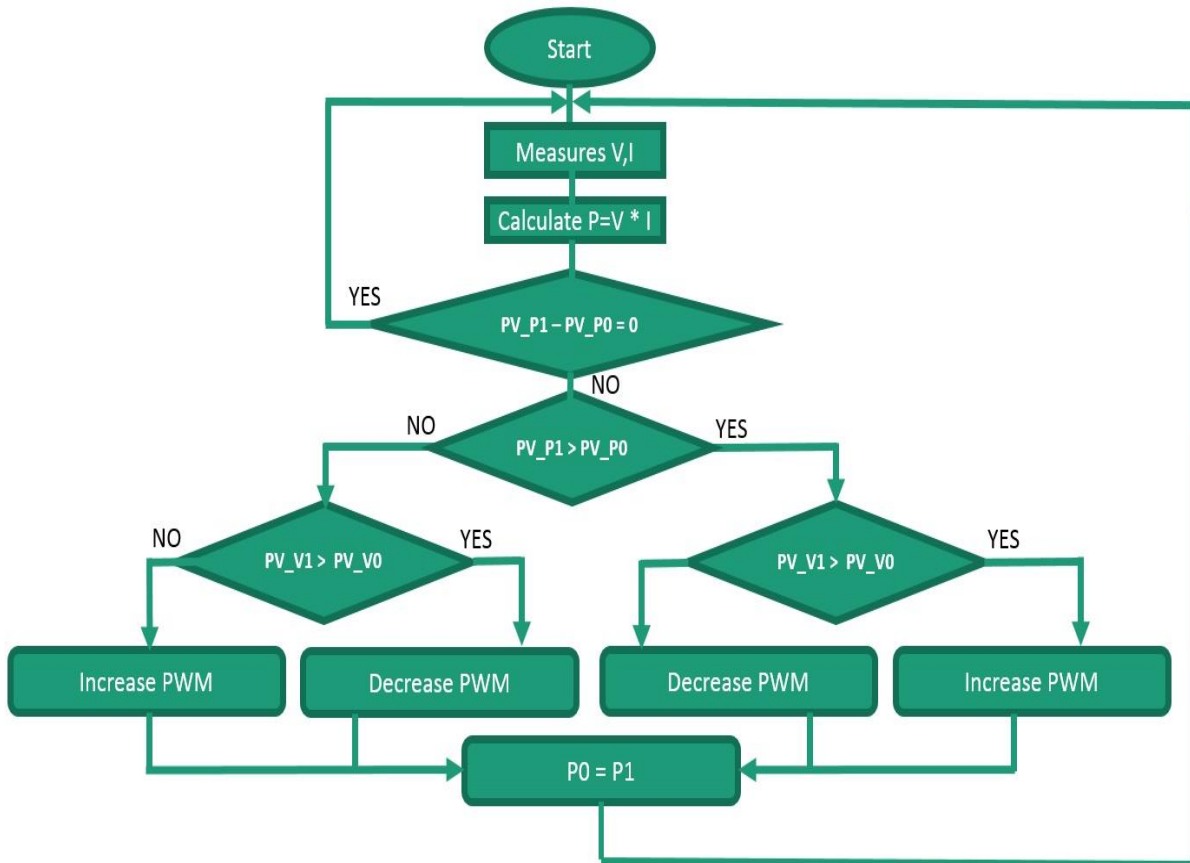 Start
Measures V,I
Calculate P=V * I
YES
PV_P1 – PV_P0 = 0
NO
NO
PV_P1 > PV_P0
YES
NO
PV_V1 > PV_V0
YES
PV_V1 > PV_V0
YES
Increase PWM
Decrease PWM
Decrease PWM
Increase PWM
P0 = P1